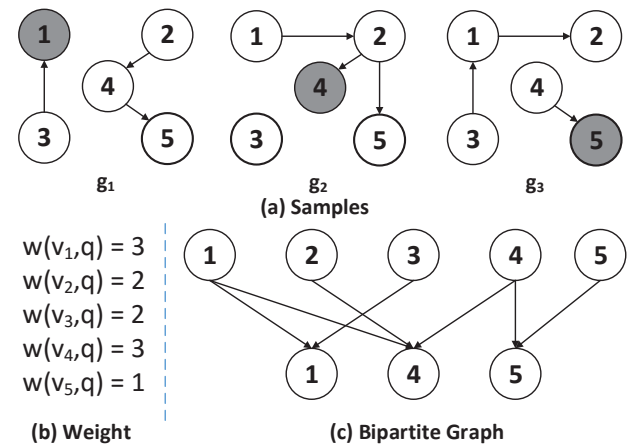 1 2 1 2 1 2
4 4 4
3 5 3 5 3 5
g₁ g₂ g₃
(a) Samples
w(v₁,q) = 3
w(v₂,q) = 2
w(v₃,q) = 2
w(v₄,q) = 3
w(v₅,q) = 1
1 2 3 4 5
1 4 5
(b) Weight
(c) Bipartite Graph